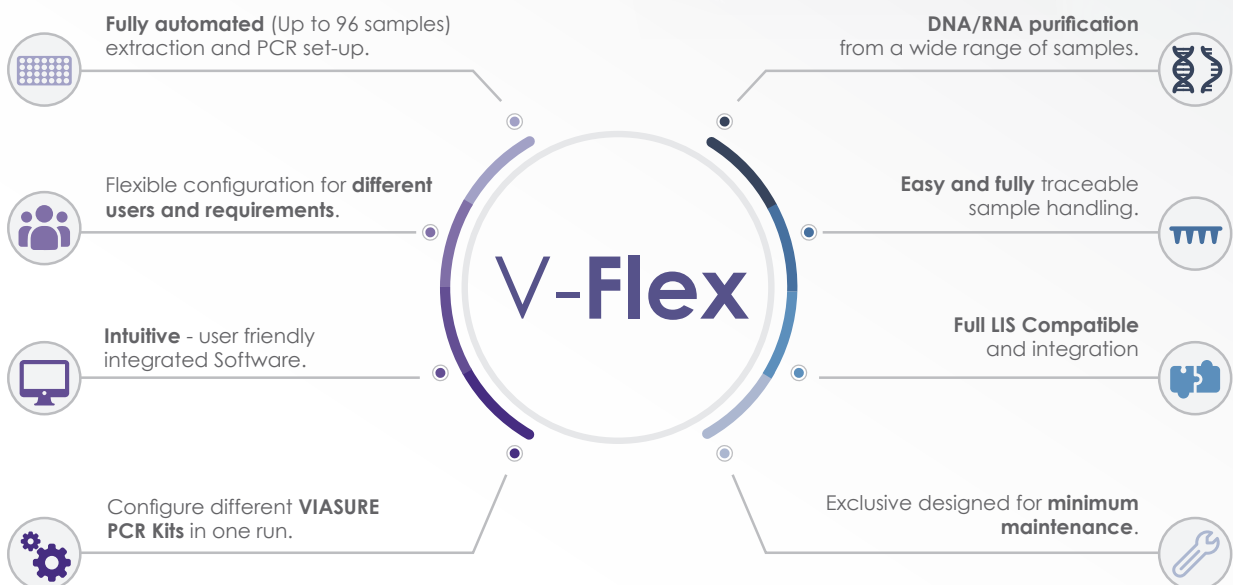 Fully automated (Up to 96 samples)
extraction and PCR set-up.
Flexible configuration for different
users and requirements.
Intuitive - user friendly
integrated Software.
Configure different VIASURE
PCR Kits in one run.
V-Flex
DNA/RNA purification
from a wide range of samples.
Easy and fully traceable
sample handling.
Full LIS Compatible
and integration
Exclusive designed for minimum
maintenance.